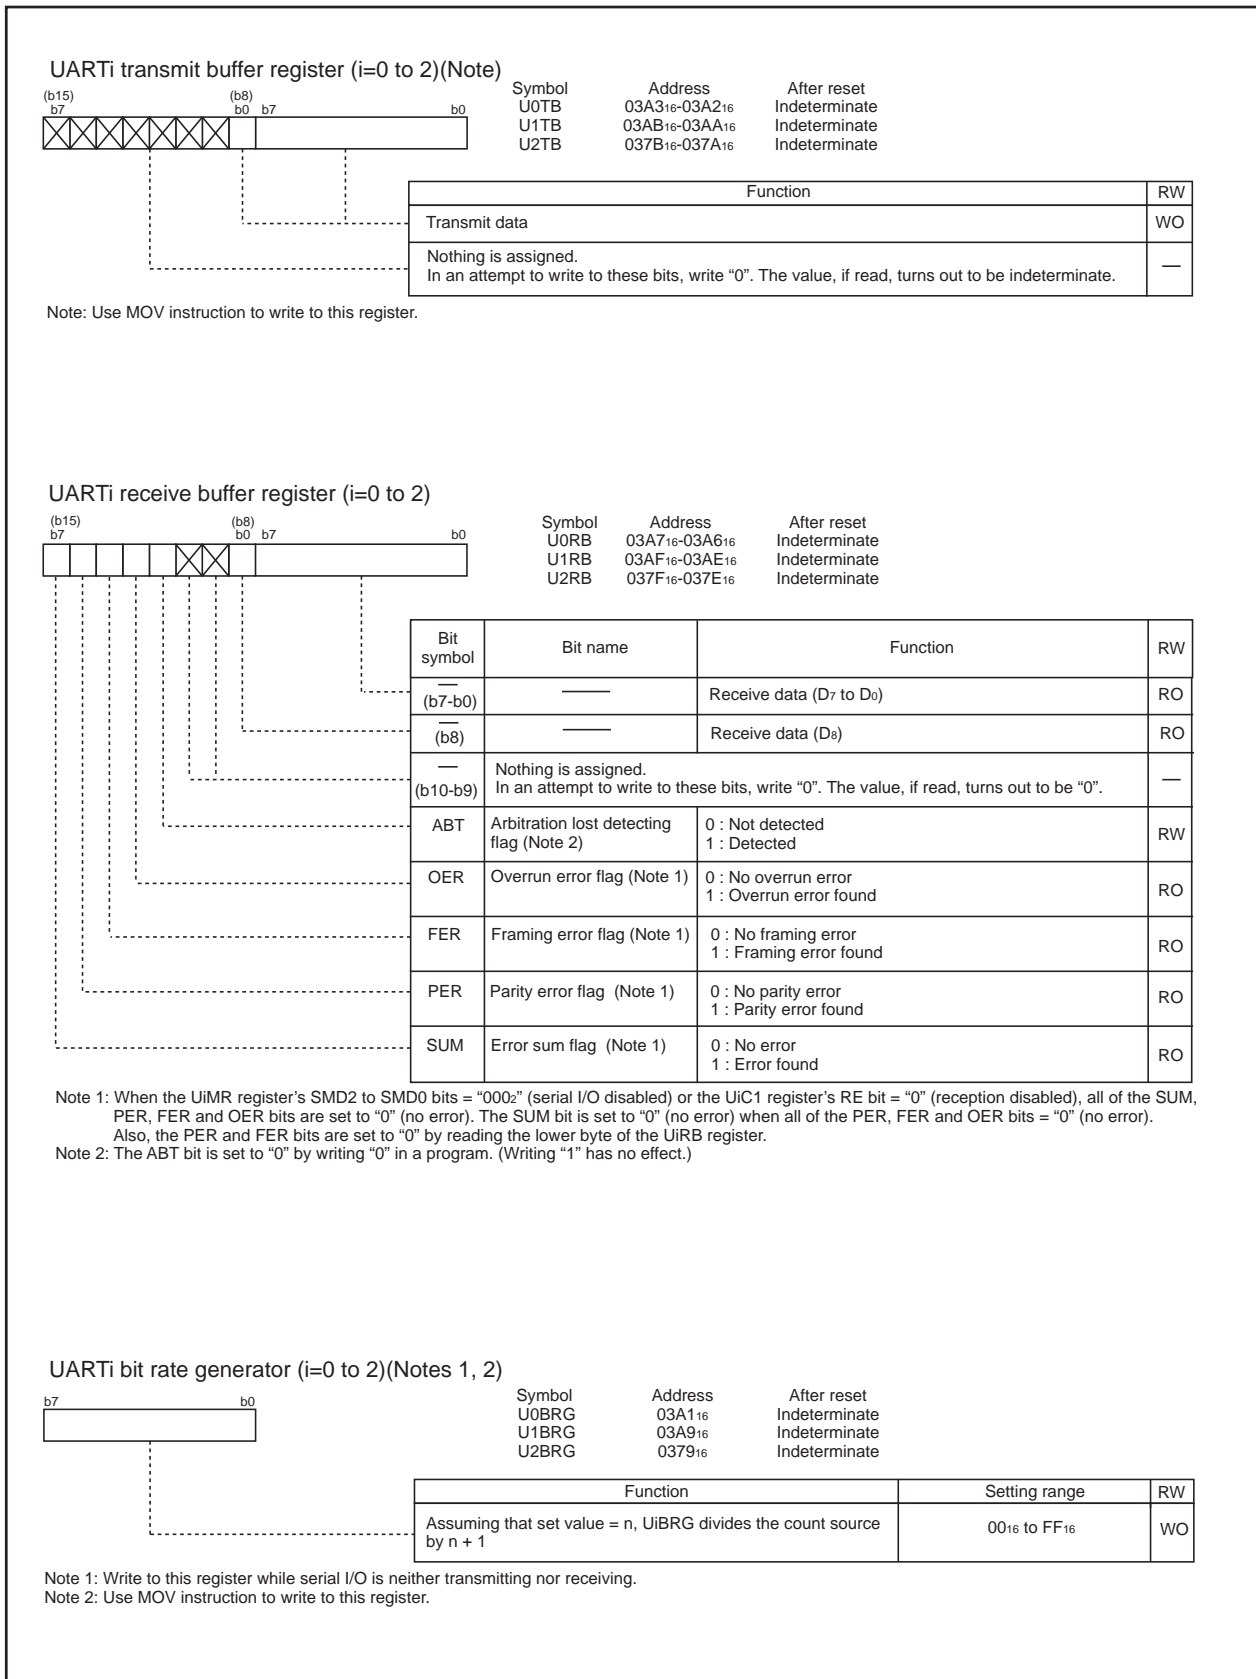 UARTi transmit buffer register (i=0 to 2)(Note)
(b15) (b8)
b7 b0 b7 b0
Symbol Address After reset
U0TB 03A3₁₆-03A2₁₆ Indeterminate
U1TB 03AB₁₆-03AA₁₆ Indeterminate
U2TB 037B₁₆-037A₁₆ Indeterminate
Function RW
Transmit data WO
Nothing is assigned.
In an attempt to write to these bits, write “0”. The value, if read, turns out to be indeterminate. —
Note: Use MOV instruction to write to this register.
UARTi receive buffer register (i=0 to 2)
(b15) (b8)
b7 b0 b7 b0
Symbol Address After reset
U0RB 03A7₁₆-03A6₁₆ Indeterminate
U1RB 03AF₁₆-03AE₁₆ Indeterminate
U2RB 037F₁₆-037E₁₆ Indeterminate
Bit symbol Bit name Function RW
— (b7-b0) — Receive data (D₇ to D₀) RO
— (b8) — Receive data (D₈) RO
— (b10-b9) Nothing is assigned.
In an attempt to write to these bits, write “0”. The value, if read, turns out to be “0”. —
ABT Arbitration lost detecting flag (Note 2) 0 : Not detected
1 : Detected RW
OER Overrun error flag (Note 1) 0 : No overrun error
1 : Overrun error found RO
FER Framing error flag (Note 1) 0 : No framing error
1 : Framing error found RO
PER Parity error flag (Note 1) 0 : No parity error
1 : Parity error found RO
SUM Error sum flag (Note 1) 0 : No error
1 : Error found RO
Note 1: When the UiMR register’s SMD2 to SMD0 bits = “000₂” (serial I/O disabled) or the UiC1 register’s RE bit = “0” (reception disabled), all of the SUM,
PER, FER and OER bits are set to “0” (no error). The SUM bit is set to “0” (no error) when all of the PER, FER and OER bits = “0” (no error).
Also, the PER and FER bits are set to “0” by reading the lower byte of the UiRB register.
Note 2: The ABT bit is set to “0” by writing “0” in a program. (Writing “1” has no effect.)
UARTi bit rate generator (i=0 to 2)(Notes 1, 2)
b7 b0
Symbol Address After reset
U0BRG 03A1₁₆ Indeterminate
U1BRG 03A9₁₆ Indeterminate
U2BRG 0379₁₆ Indeterminate
Function Setting range RW
Assuming that set value = n, UiBRG divides the count source
by n + 1 00₁₆ to FF₁₆ WO
Note 1: Write to this register while serial I/O is neither transmitting nor receiving.
Note 2: Use MOV instruction to write to this register.